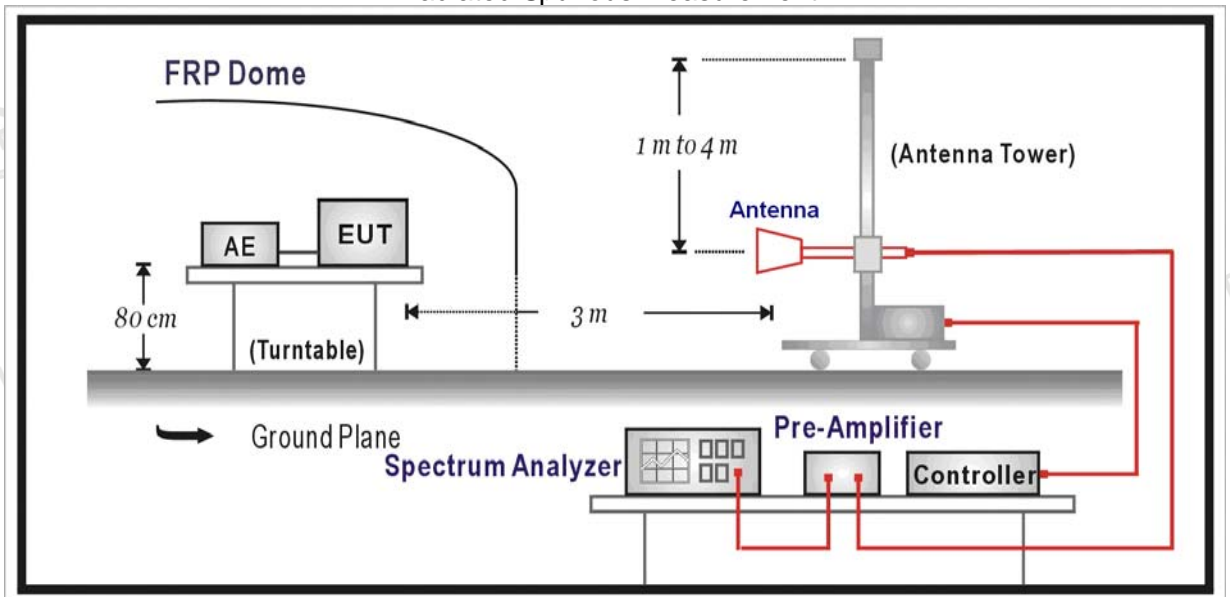 FRP Dome
1 m to 4 m
(Antenna Tower)
Antenna
AE
EUT
80 cm
3 m
(Turntable)
Ground Plane
Pre-Amplifier
Spectrum Analyzer
Controller